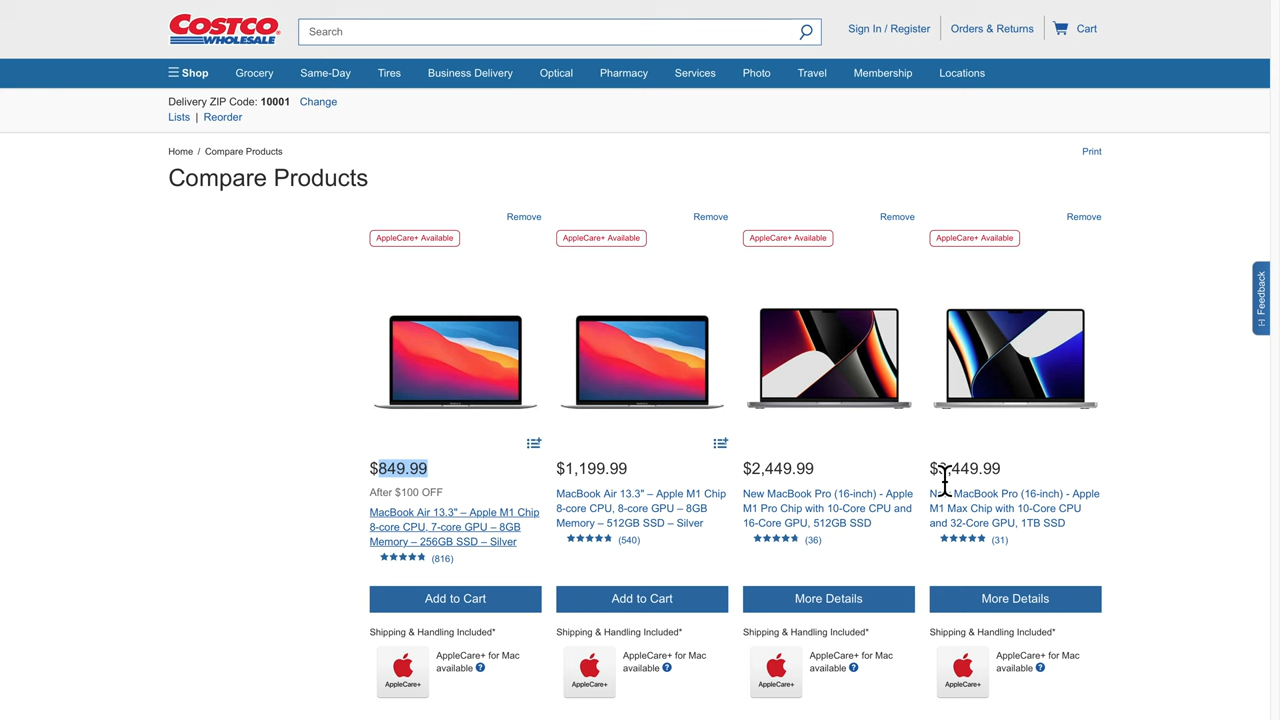 COSTCO
WHOLESALE
Search
Sign In / Register
Orders & Returns
Cart
Shop
Grocery
Same-Day
Tires
Business Delivery
Optical
Pharmacy
Services
Photo
Travel
Membership
Locations
Delivery ZIP Code: 10001 Change
Lists | Reorder
Home / Compare Products
Print
Compare Products
Remove
AppleCare+ Available
$849.99
After $100 OFF
MacBook Air 13.3" – Apple M1 Chip
8-core CPU, 7-core GPU – 8GB
Memory – 256GB SSD – Silver
(816)
Add to Cart
Shipping & Handling Included*
AppleCare+
AppleCare+ for Mac
available ?
Remove
AppleCare+ Available
$1,199.99
MacBook Air 13.3" – Apple M1 Chip
8-core CPU, 8-core GPU – 8GB
Memory – 512GB SSD – Silver
(540)
Add to Cart
Shipping & Handling Included*
AppleCare+
AppleCare+ for Mac
available ?
Remove
AppleCare+ Available
$2,449.99
New MacBook Pro (16-inch) - Apple
M1 Pro Chip with 10-Core CPU and
16-Core GPU, 512GB SSD
(36)
More Details
Shipping & Handling Included*
AppleCare+
AppleCare+ for Mac
available ?
Remove
AppleCare+ Available
MacBook Pro (16-inch) - Apple
M1 Max Chip with 10-Core CPU
and 32-Core GPU, 1TB SSD
(31)
More Details
Shipping & Handling Included*
AppleCare+
AppleCare+ for Mac
available ?
Feedback